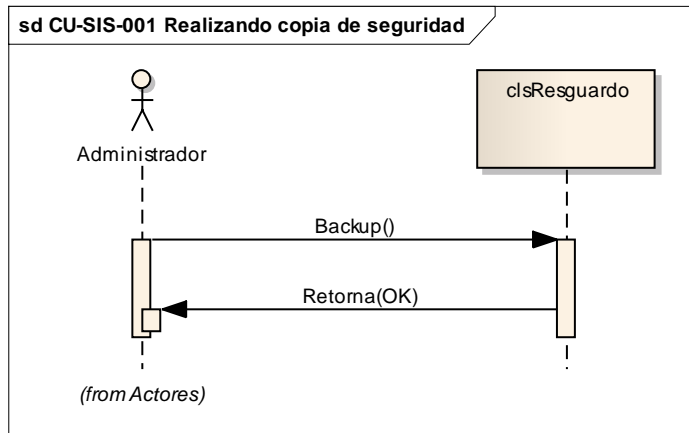 sd CU-SIS-001 Realizando copia de seguridad
clsResguardo
Administrador
Backup()
Retorna(OK)
(from Actores)